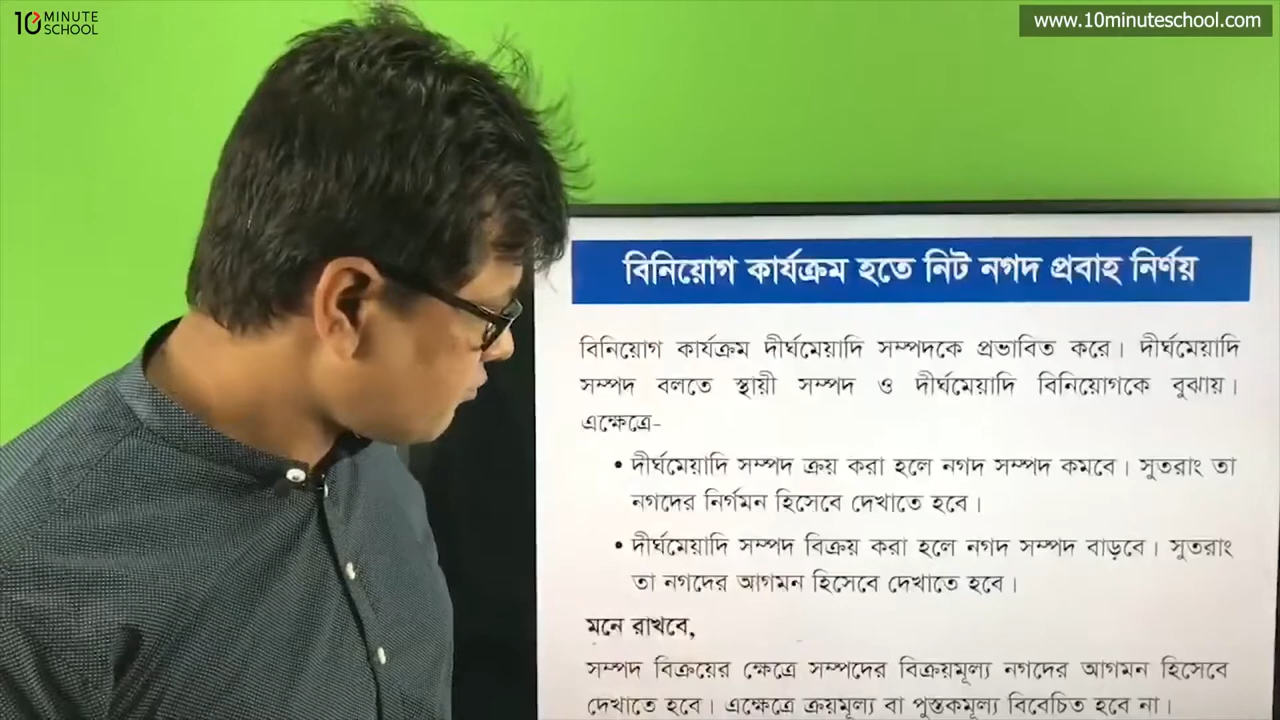 10 MINUTE SCHOOL
www.10minuteschool.com
বিনিয়োগ কার্যক্রম হতে নিট নগদ প্রবাহ নির্ণয়
বিনিয়োগ কার্যক্রম দীর্ঘমেয়াদি সম্পদকে প্রভাবিত করে। দীর্ঘমেয়াদি
সম্পদ বলতে স্থায়ী সম্পদ ও দীর্ঘমেয়াদি বিনিয়োগকে বুঝায়।
এক্ষেত্রে-
• দীর্ঘমেয়াদি সম্পদ ক্রয় করা হলে নগদ সম্পদ কমবে। সুতরাং তা
নগদের নির্গমন হিসেবে দেখাতে হবে।
• দীর্ঘমেয়াদি সম্পদ বিক্রয় করা হলে নগদ সম্পদ বাড়বে। সুতরাং
তা নগদের আগমন হিসেবে দেখাতে হবে।
মনে রাখবে,
সম্পদ বিক্রয়ের ক্ষেত্রে সম্পদের বিক্রয়মূল্য নগদের আগমন হিসেবে
দেখাতে হবে। এক্ষেত্রে ক্রয়মূল্য বা পুস্তকমূল্য বিবেচিত হবে না।